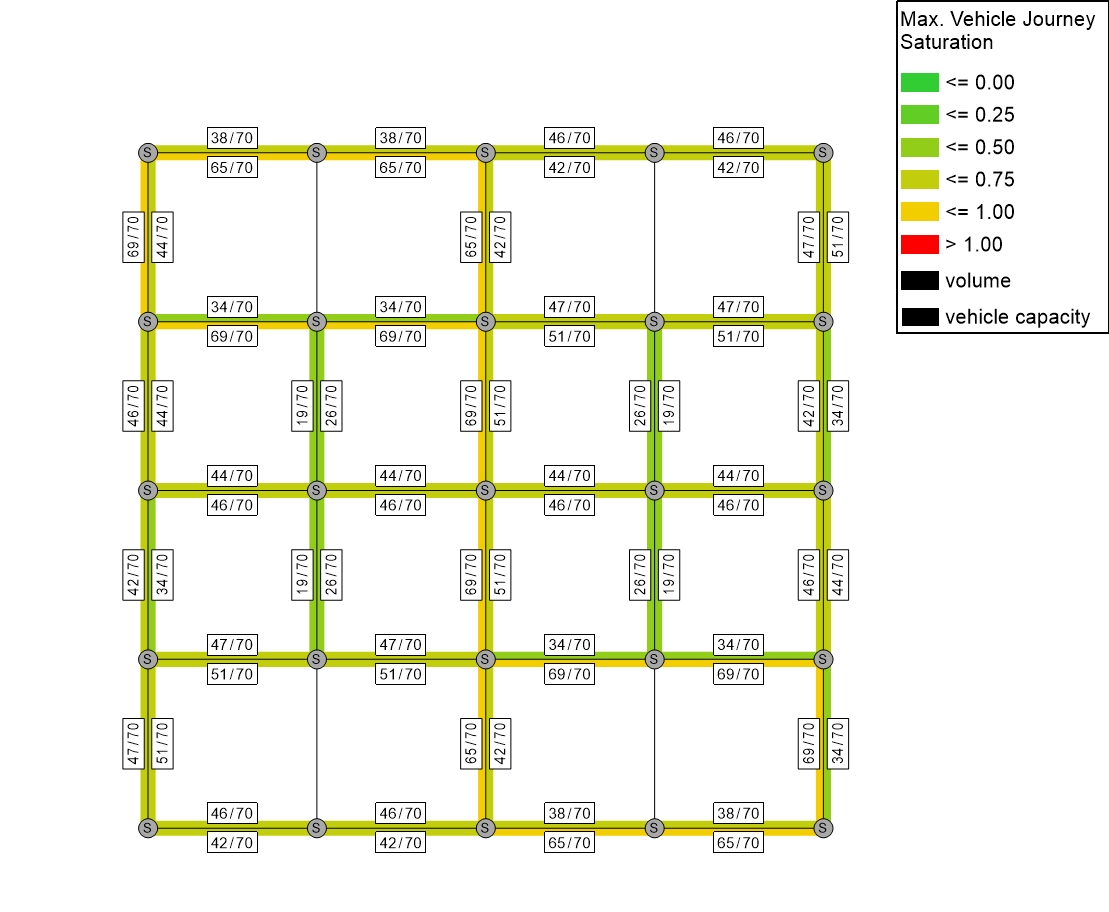 Max. Vehicle Journey
Saturation
<= 0.00
<= 0.25
<= 0.50
<= 0.75
<= 1.00
> 1.00
volume
vehicle capacity
38/70 38/70 46/70 46/70
S S S S S
65/70 65/70 42/70 42/70
69/70 44/70 65/70 42/70 47/70 51/70
34/70 34/70 47/70 47/70
S S S S S
69/70 69/70 51/70 51/70
46/70 44/70 19/70 26/70 69/70 51/70 26/70 19/70 42/70 34/70
44/70 44/70 44/70 44/70
S S S S S
46/70 46/70 46/70 46/70
42/70 34/70 19/70 26/70 69/70 51/70 26/70 19/70 46/70 44/70
47/70 47/70 34/70 34/70
S S S S S
51/70 51/70 69/70 69/70
47/70 51/70 65/70 42/70 69/70 34/70
46/70 46/70 38/70 38/70
S S S S S
42/70 42/70 65/70 65/70